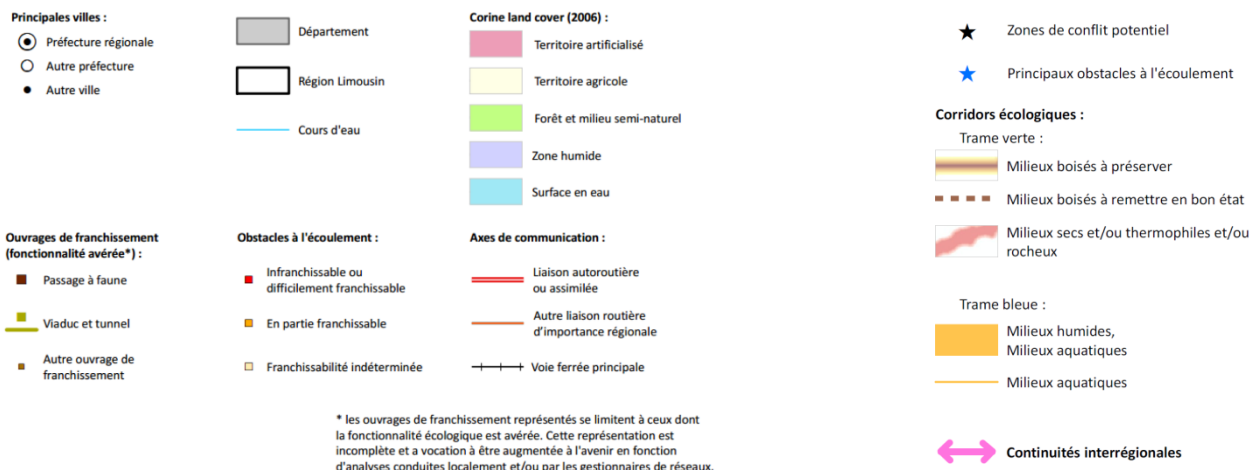 Principales villes :
Préfecture régionale
Autre préfecture
Autre ville
Département
Région Limousin
Cours d'eau
Corine land cover (2006) :
Territoire artificialisé
Territoire agricole
Forêt et milieu semi-naturel
Zone humide
Surface en eau
Ouvrages de franchissement
(fonctionnalité avérée*) :
Passage à faune
Viaduc et tunnel
Autre ouvrage de
franchissement
Obstacles à l'écoulement :
Infranchissable ou
difficilement franchissable
En partie franchissable
Franchissabilité indéterminée
Axes de communication :
Liaison autoroutière
ou assimilée
Autre liaison routière
d'importance régionale
Voie ferrée principale
* les ouvrages de franchissement représentés se limitent à ceux dont
la fonctionnalité écologique est avérée. Cette représentation est
incomplète et a vocation à être augmentée à l'avenir en fonction
d'analyses conduites localement et/ou par les gestionnaires de réseaux.
Zones de conflit potentiel
Principaux obstacles à l'écoulement
Corridors écologiques :
Trame verte :
Milieux boisés à préserver
Milieux boisés à remettre en bon état
Milieux secs et/ou thermophiles et/ou
rocheux
Trame bleue :
Milieux humides,
Milieux aquatiques
Milieux aquatiques
Continuités interrégionales